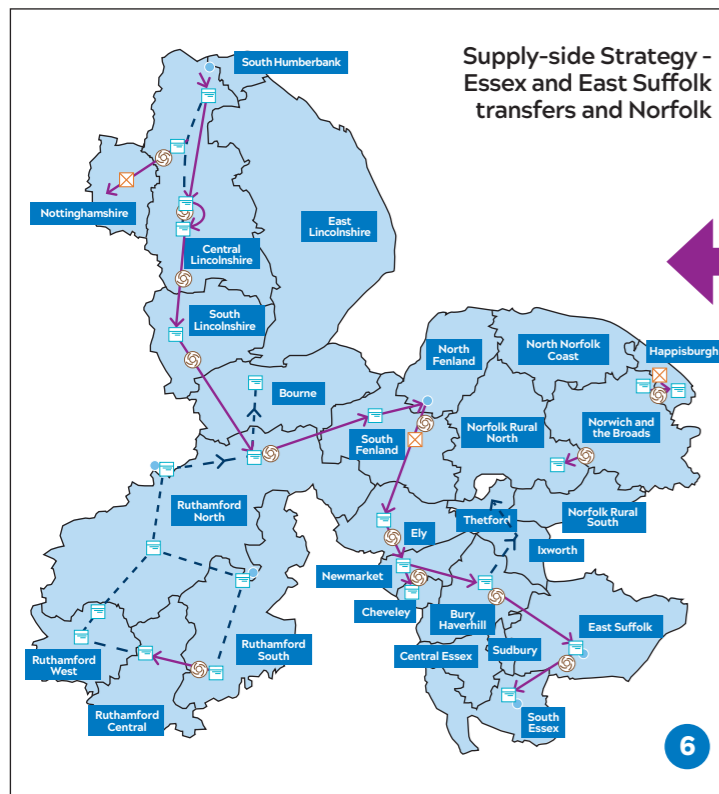 Supply-side Strategy -
Essex and East Suffolk
transfers and Norfolk
South Humberbank
Nottinghamshire
East
Lincolnshire
Central
Lincolnshire
South
Lincolnshire
North
Fenland
North Norfolk
Coast
Happisburgh
Bourne
South
Fenland
Norfolk Rural
North
Norwich and
the Broads
Ruthamford
North
Thetford
Norfolk Rural
South
Ely
Ixworth
Newmarket
Cheveley
Bury
Haverhill
East Suffolk
Ruthamford
West
Ruthamford
South
Central Essex
Sudbury
Ruthamford
Central
South
Essex
6